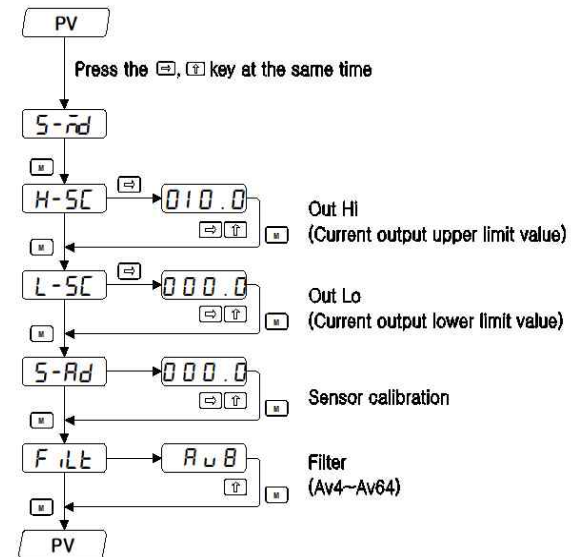 PV
Press the ⇨, ⇧ key at the same time
S-md
M
H-SC ⇨ 010.0
⇨ ⇧ M
Out Hi
(Current output upper limit value)
M
L-SC ⇨ 000.0
⇨ ⇧ M
Out Lo
(Current output lower limit value)
M
S-Ad 000.0
⇨ ⇧ M
Sensor calibration
M
FiLt Av8
⇧ M
Filter
(Av4~Av64)
M
PV